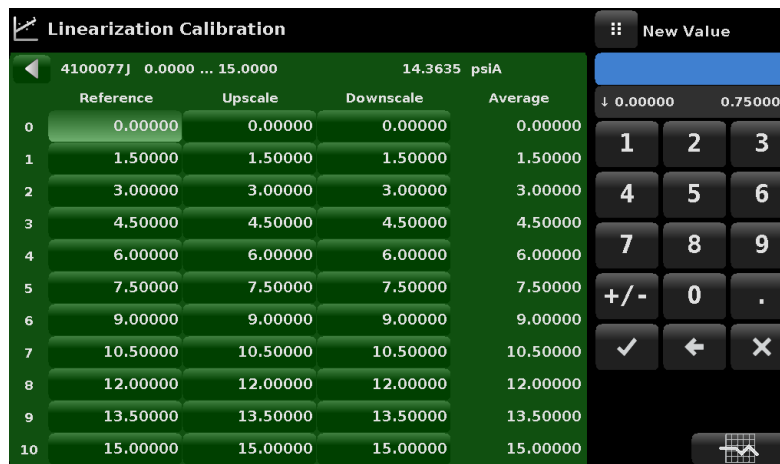 Linearization Calibration
New Value
4100077J 0.0000 ... 15.0000 14.3635 psiA
↓ 0.00000 0.75000
Reference Upscale Downscale Average
0 0.00000 0.00000 0.00000 0.00000
1 1.50000 1.50000 1.50000 1.50000
2 3.00000 3.00000 3.00000 3.00000
3 4.50000 4.50000 4.50000 4.50000
4 6.00000 6.00000 6.00000 6.00000
5 7.50000 7.50000 7.50000 7.50000
6 9.00000 9.00000 9.00000 9.00000
7 10.50000 10.50000 10.50000 10.50000
8 12.00000 12.00000 12.00000 12.00000
9 13.50000 13.50000 13.50000 13.50000
10 15.00000 15.00000 15.00000 15.00000
1 2 3
4 5 6
7 8 9
+/- 0 .
✓ ← ✕